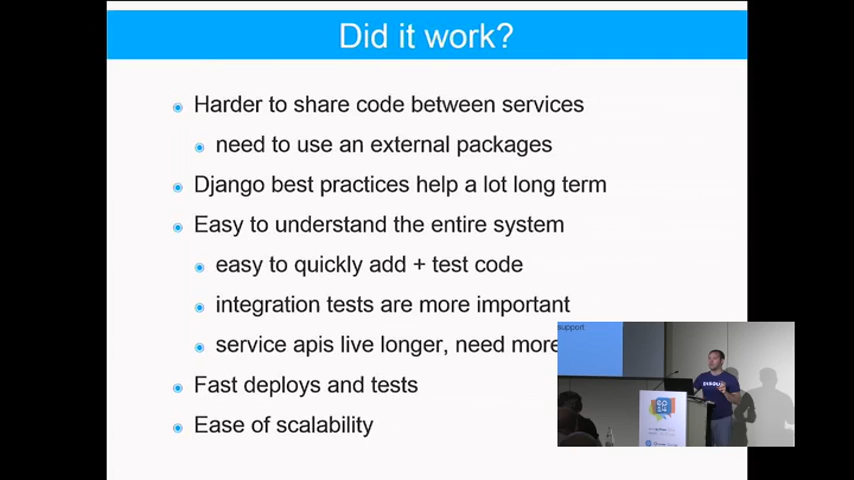 Did it work?
Harder to share code between services
need to use an external packages
Django best practices help a lot long term
Easy to understand the entire system
easy to quickly add + test code
integration tests are more important
service apis live longer, need more
support
Fast deploys and tests
Ease of scalability
DISQUS